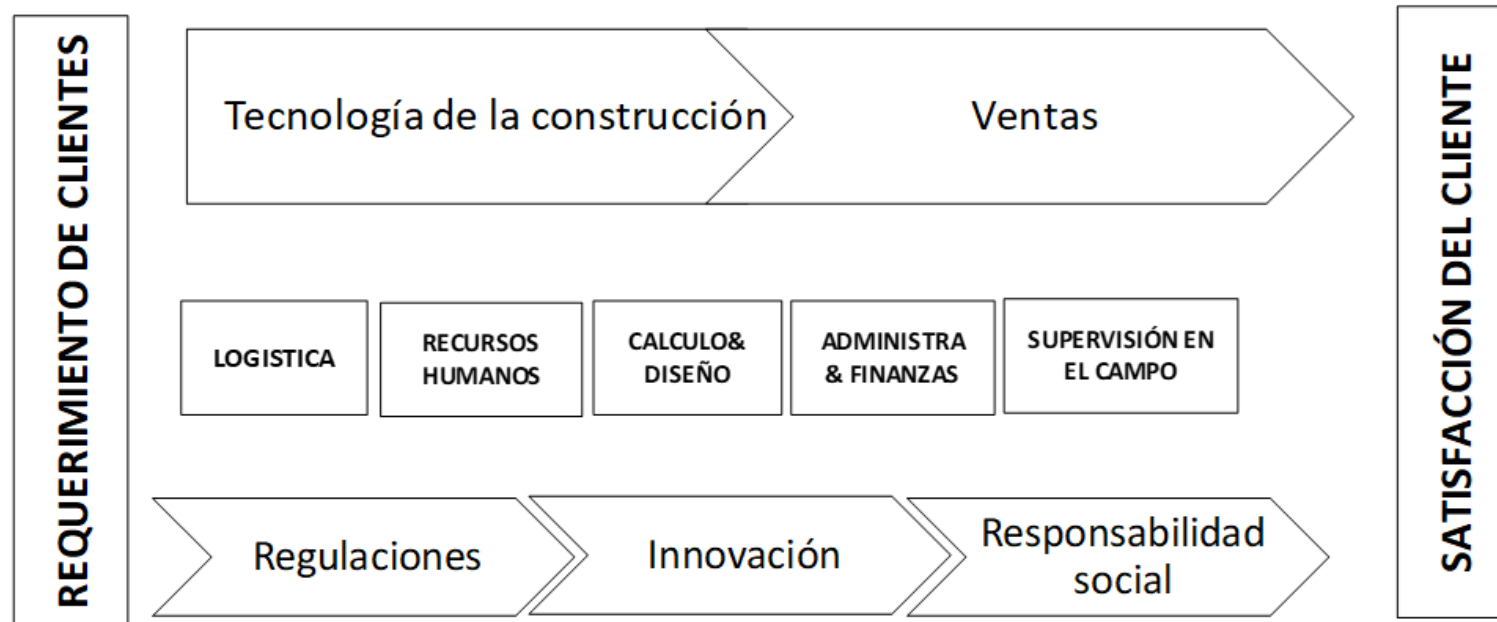 REQUERIMIENTO DE CLIENTES
Tecnología de la construcción
Ventas
LOGISTICA
RECURSOS
HUMANOS
CALCULO&
DISEÑO
ADMINISTRA
& FINANZAS
SUPERVISIÓN EN
EL CAMPO
Regulaciones
Innovación
Responsabilidad
social
SATISFACCIÓN DEL CLIENTE